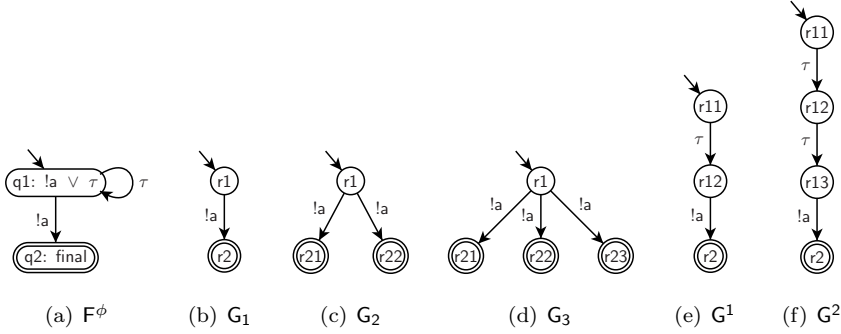 r11
τ
r11
r12
τ
τ
q1: !a ∨ τ
τ
r1
r1
r1
r12
r13
!a
!a
!a
!a
!a
!a
!a
!a
!a
q2: final
r2
r21
r22
r21
r22
r23
r2
r2
(a) F^ϕ
(b) G₁
(c) G₂
(d) G₃
(e) G¹
(f) G²